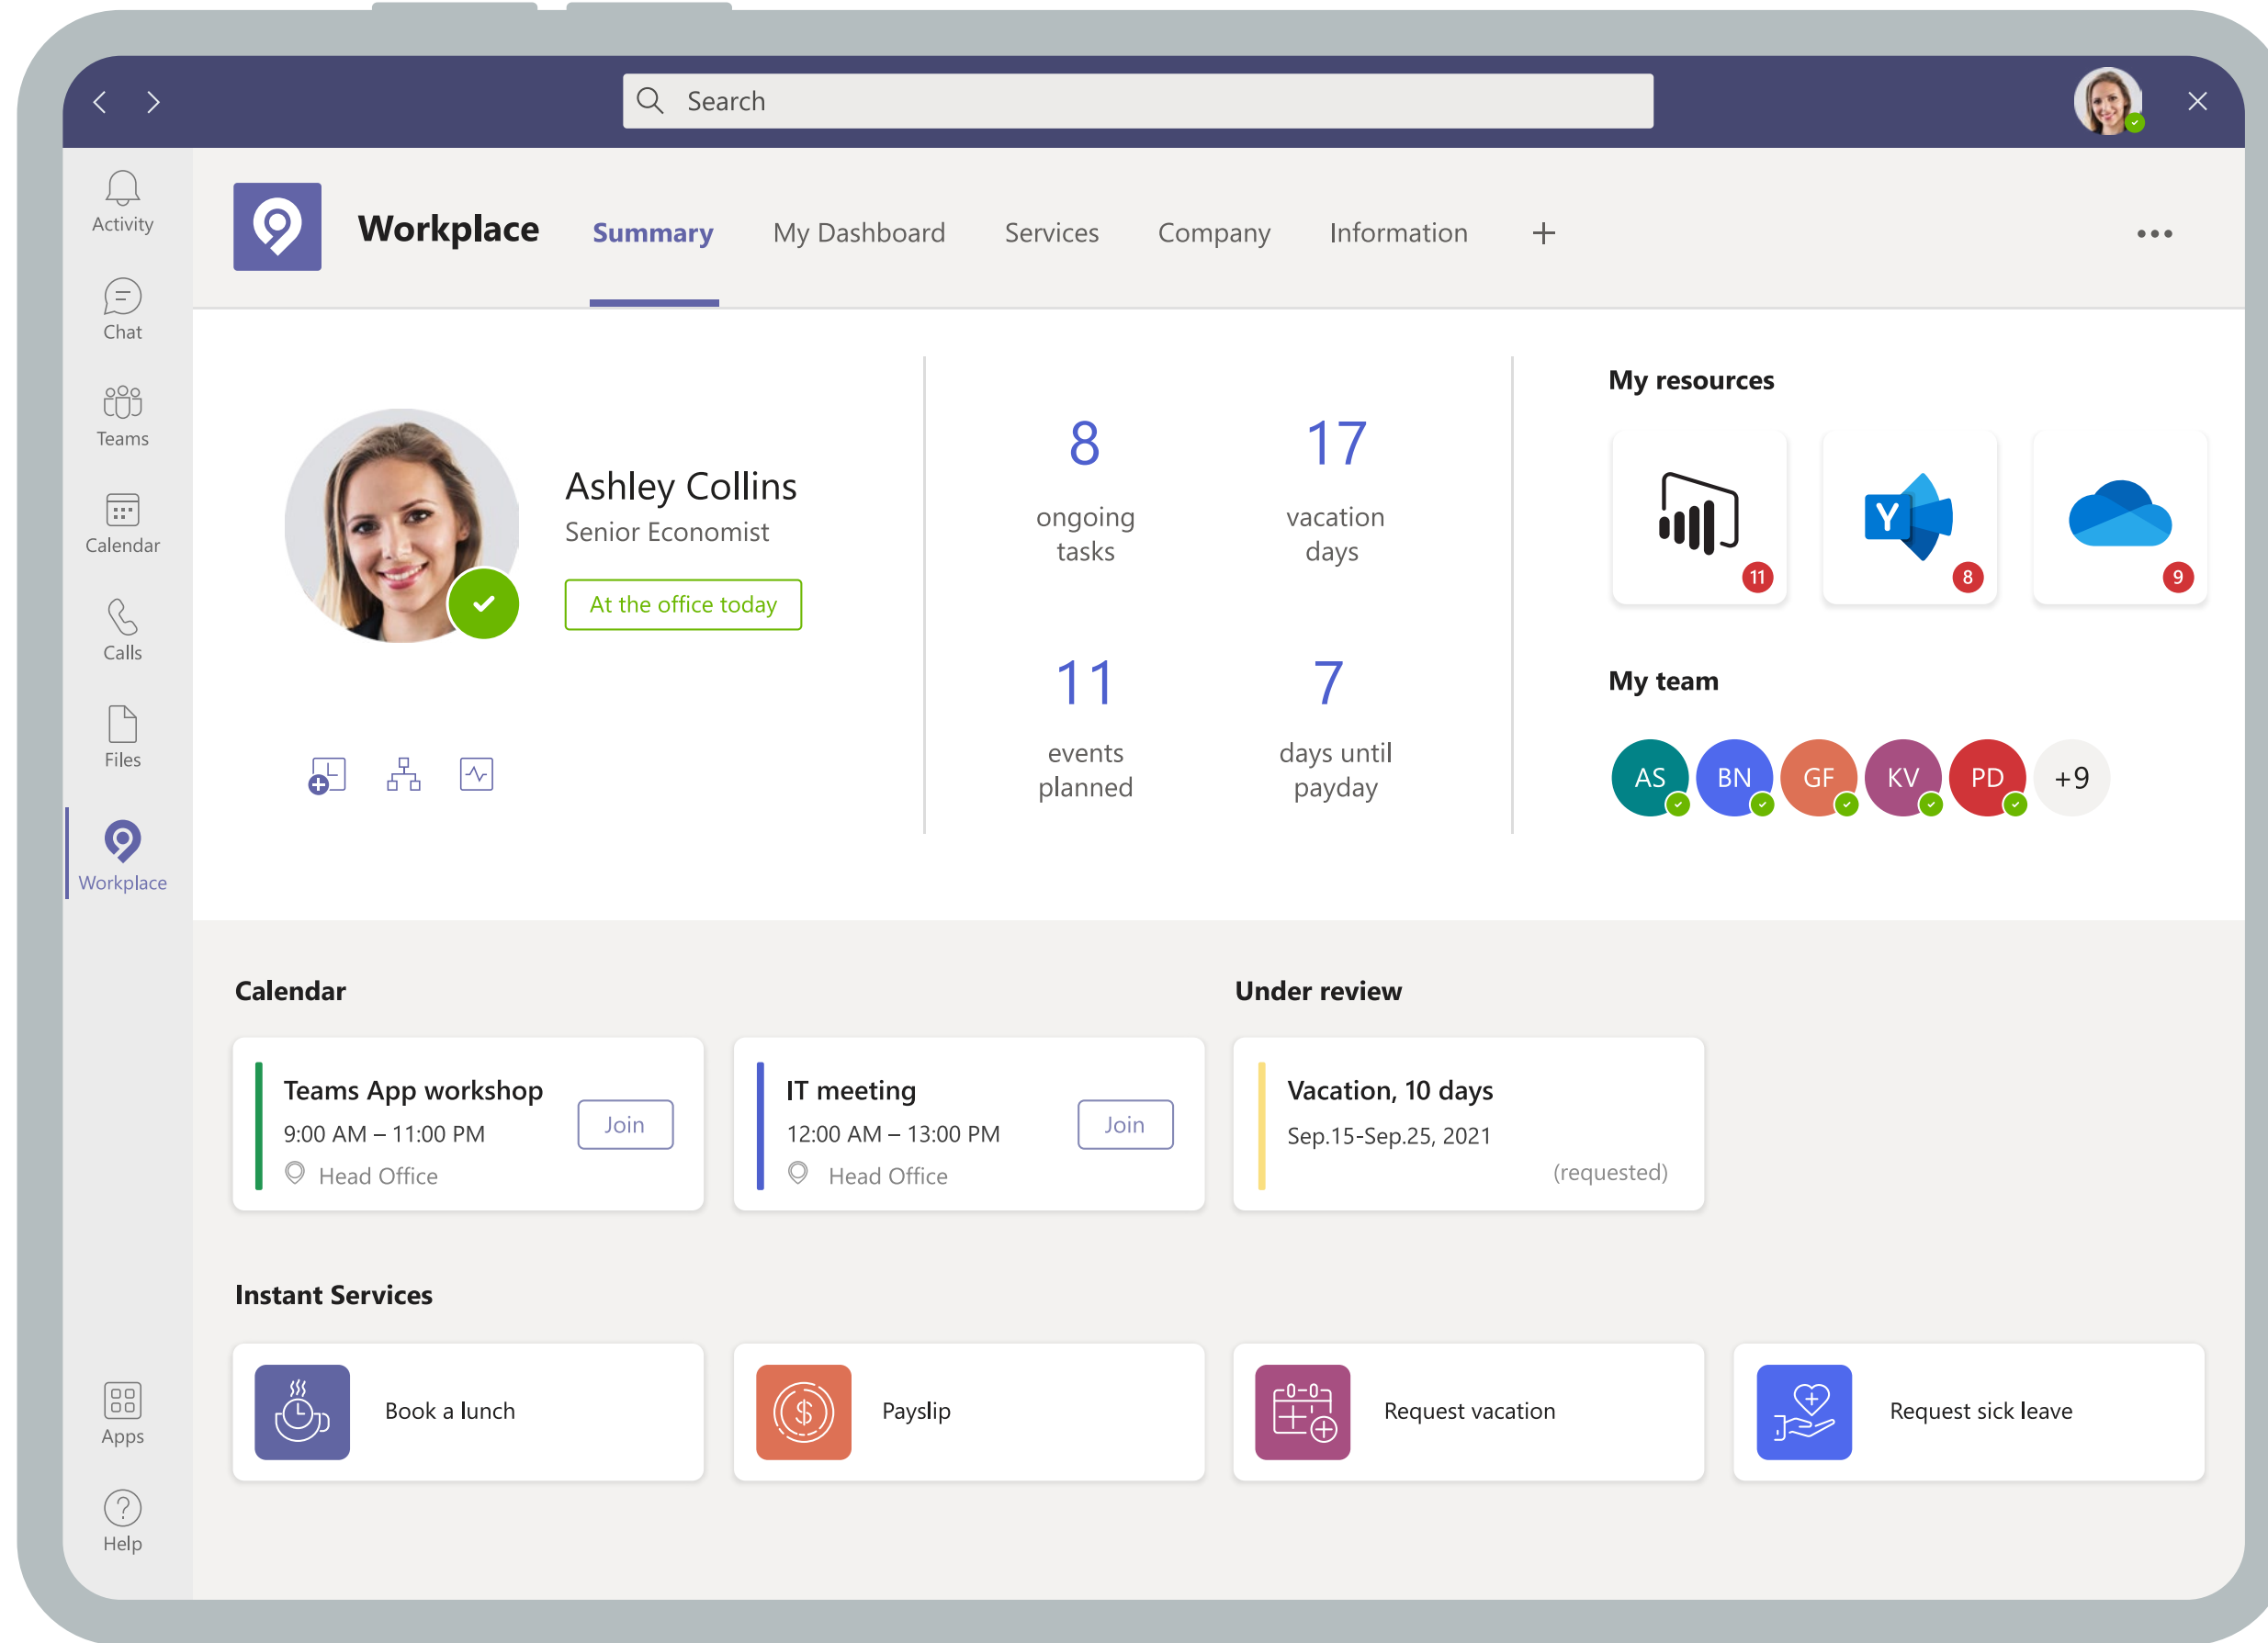 Search
Activity
Chat
Teams
Calendar
Calls
Files
Workplace
Apps
Help
Workplace
Summary
My Dashboard
Services
Company
Information
Ashley Collins
Senior Economist
At the office today
8
ongoing
tasks
17
vacation
days
11
events
planned
7
days until
payday
My resources
11
Y
8
9
My team
AS
BN
GF
KV
PD
+9
Calendar
Teams App workshop
9:00 AM – 11:00 PM
Head Office
Join
IT meeting
12:00 AM – 13:00 PM
Head Office
Join
Under review
Vacation, 10 days
Sep.15-Sep.25, 2021
(requested)
Instant Services
Book a lunch
Payslip
Request vacation
Request sick leave